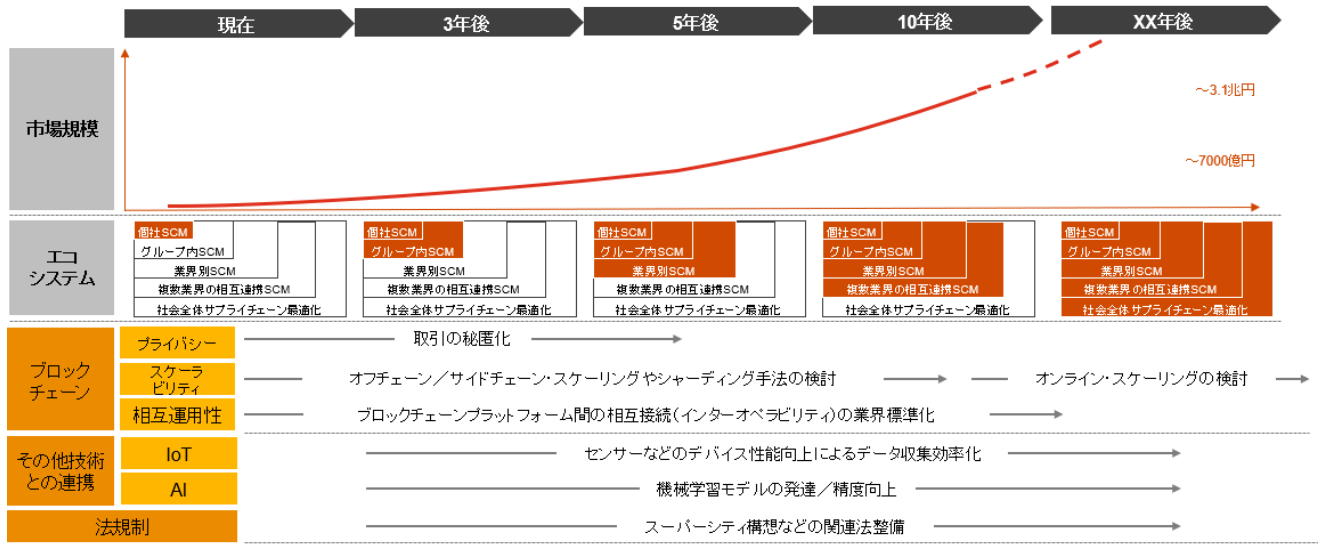 現在
3年後
5年後
10年後
XX年後
市場規模
～3.1兆円
～7000億円
エコ
システム
個社SCM
グループ内SCM
業界別SCM
複数業界の相互連携SCM
社会全体サプライチェーン最適化
個社SCM
グループ内SCM
業界別SCM
複数業界の相互連携SCM
社会全体サプライチェーン最適化
個社SCM
グループ内SCM
業界別SCM
複数業界の相互連携SCM
社会全体サプライチェーン最適化
個社SCM
グループ内SCM
業界別SCM
複数業界の相互連携SCM
社会全体サプライチェーン最適化
個社SCM
グループ内SCM
業界別SCM
複数業界の相互連携SCM
社会全体サプライチェーン最適化
ブロック
チェーン
プライバシー
取引の秘匿化
スケーラ
ビリティ
オフチェーン／サイドチェーン・スケーリングやシャーディング手法の検討
オンライン・スケーリングの検討
相互運用性
ブロックチェーンプラットフォーム間の相互接続(インターオペラビリティ)の業界標準化
その他技術
との連携
IoT
センサーなどのデバイス性能向上によるデータ収集効率化
AI
機械学習モデルの発達／精度向上
法規制
スーパーシティ構想などの関連法整備